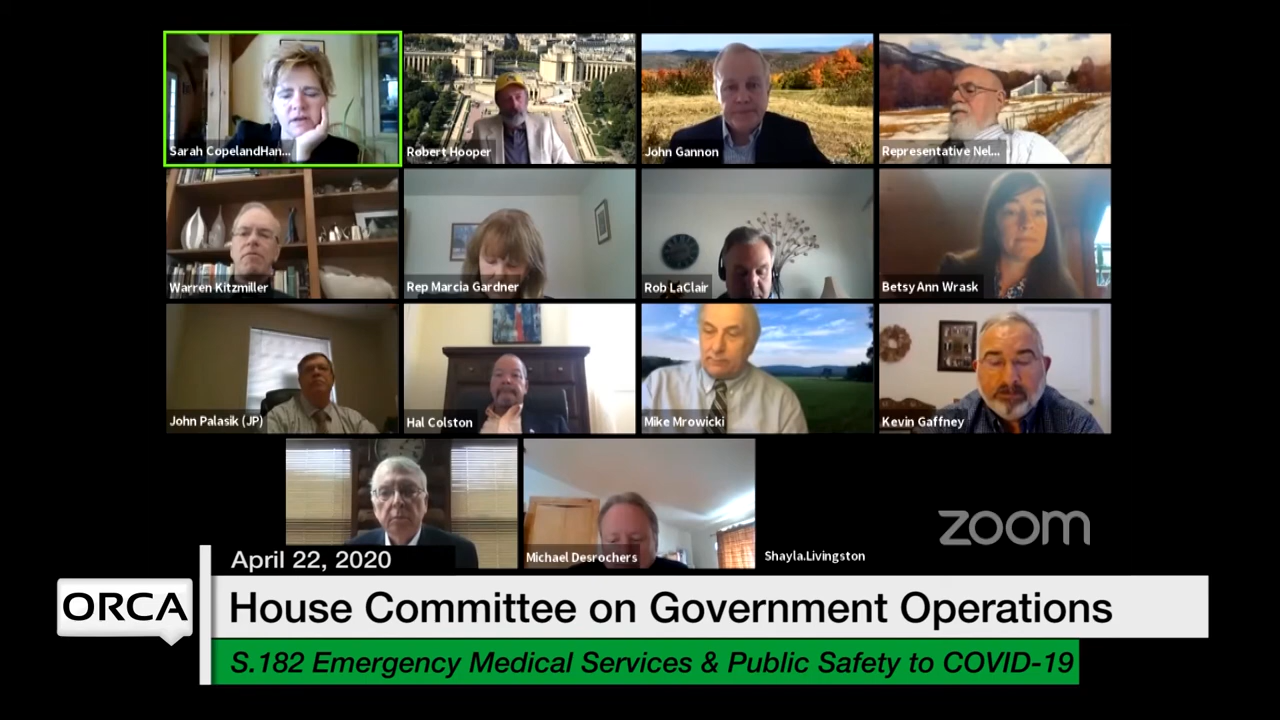 Sarah CopelandHan...
Robert Hooper
John Gannon
Representative Nel...
Warren Kitzmiller
Rep Marcia Gardner
Rob LaClair
Betsy Ann Wrask
John Palasik (JP)
Hal Colston
Mike Mrowicki
Kevin Gaffney
Michael Desrochers
Shayla.Livingston
zoom
April 22, 2020
ORCA
House Committee on Government Operations
S.182 Emergency Medical Services & Public Safety to COVID-19